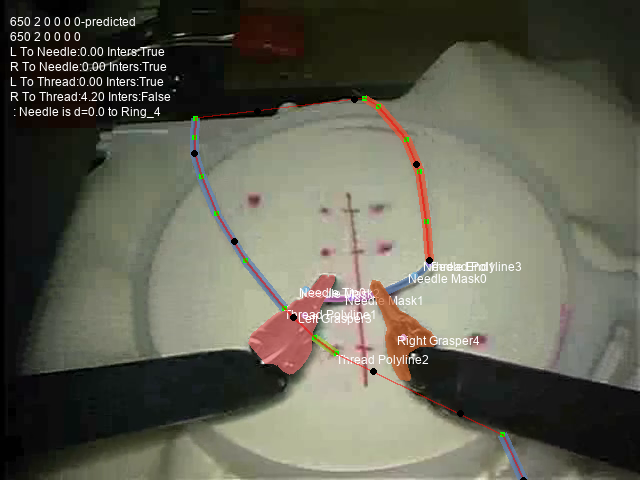 650 2 0 0 0 0-predicted
650 2 0 0 0 0
L To Needle:0.00 Inters:True
R To Needle:0.00 Inters:True
L To Thread:0.00 Inters:True
R To Thread:4.20 Inters:False
: Needle is d=0.0 to Ring_4
Needle Polyline3
Needle Mask0
Needle Mask1
Thread Polyline1
Left Grasper3
Right Grasper4
Thread Polyline2